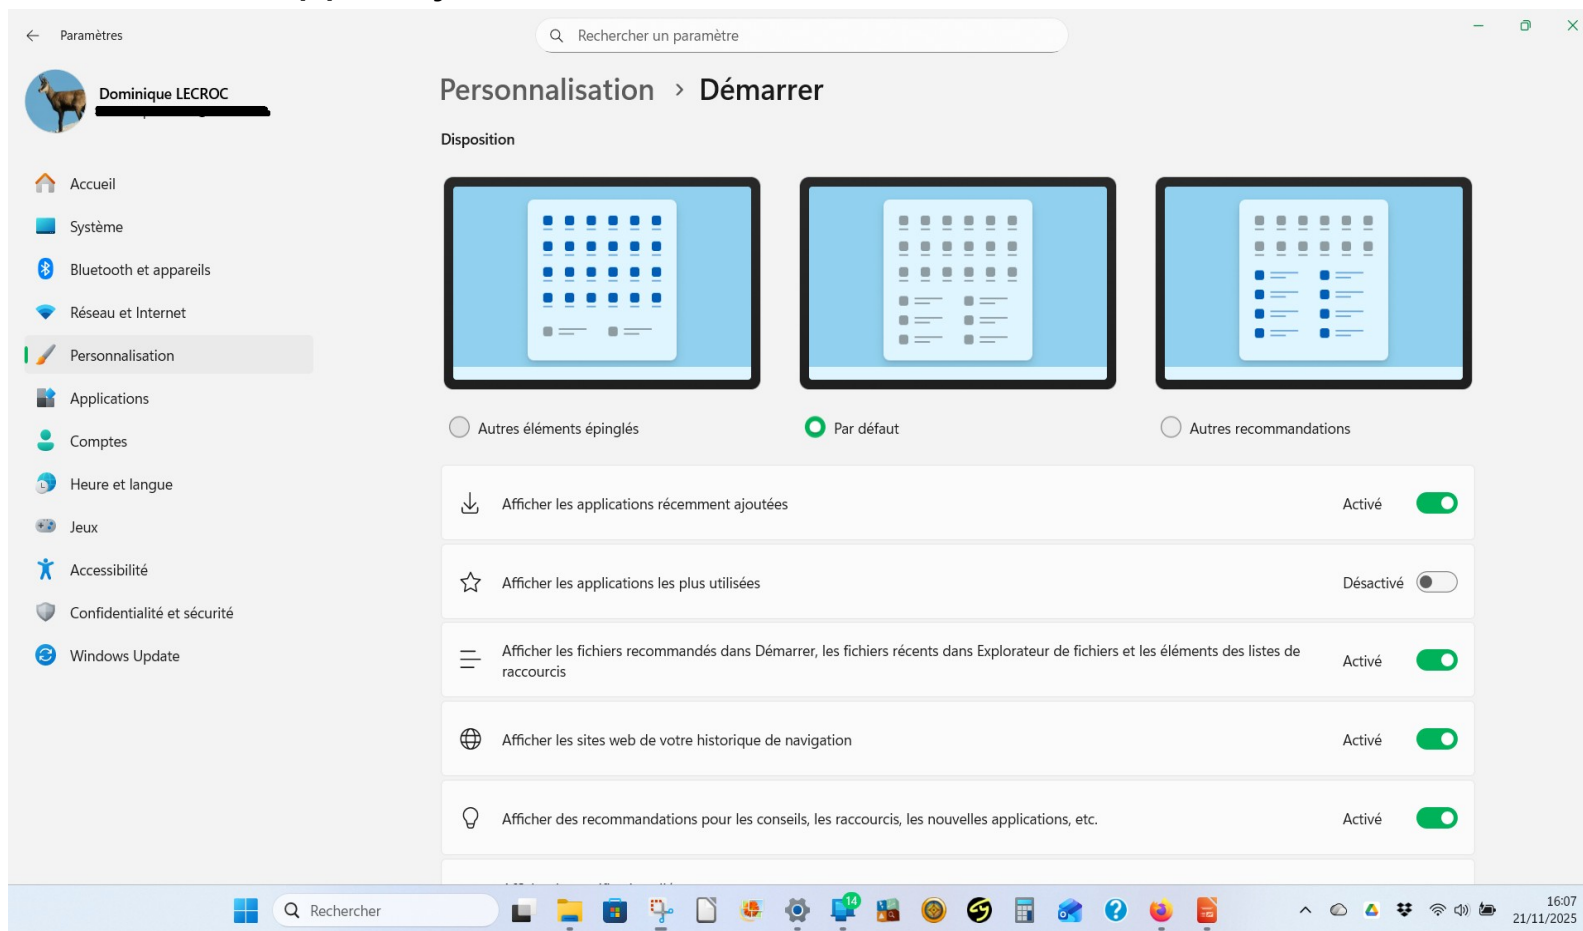 Paramètres
Rechercher un paramètre
Dominique LECROC
Personnalisation > Démarrer
Disposition
Accueil
Système
Bluetooth et appareils
Réseau et Internet
Personnalisation
Applications
Comptes
Heure et langue
Jeux
Accessibilité
Confidentialité et sécurité
Windows Update
Autres éléments épinglés
Par défaut
Autres recommandations
Afficher les applications récemment ajoutées
Activé
Afficher les applications les plus utilisées
Désactivé
Afficher les fichiers recommandés dans Démarrer, les fichiers récents dans Explorateur de fichiers et les éléments des listes de
raccourcis
Activé
Afficher les sites web de votre historique de navigation
Activé
Afficher des recommandations pour les conseils, les raccourcis, les nouvelles applications, etc.
Activé
Rechercher
14
16:07
21/11/2025